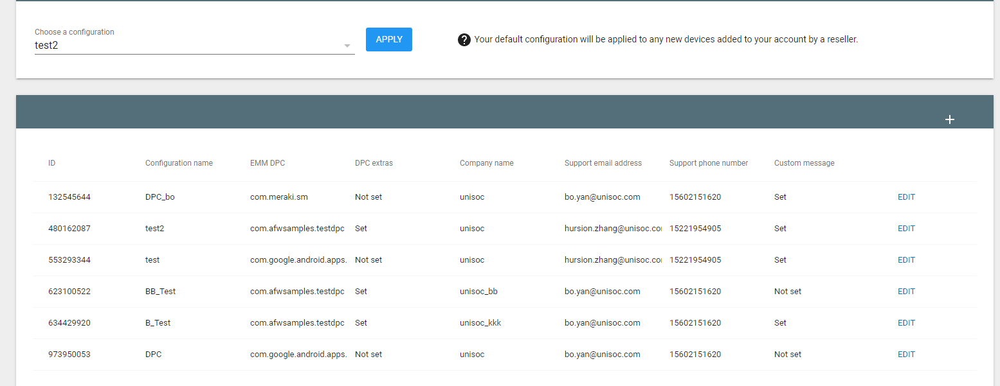 Choose a configuration
test2
APPLY
? Your default configuration will be applied to any new devices added to your account by a reseller.
+
ID Configuration name EMM DPC DPC extras Company name Support email address Support phone number Custom message
132545644 DPC_bo com.meraki.sm Not set unisoc bo.yan@unisoc.com 15602151620 Set EDIT
480162087 test2 com.afwsamples.testdpc Set unisoc hursion.zhang@unisoc.co 15221954905 Set EDIT
553293344 test com.google.android.apps. Not set unisoc hursion.zhang@unisoc.co 15221954905 Set EDIT
623100522 BB_Test com.afwsamples.testdpc Set unisoc_bb bo.yan@unisoc.com 15602151620 Not set EDIT
634429920 B_Test com.afwsamples.testdpc Set unisoc_kkk bo.yan@unisoc.com 15602151620 Set EDIT
973950053 DPC com.google.android.apps. Not set unisoc bo.yan@unisoc.com 15602151620 Not set EDIT